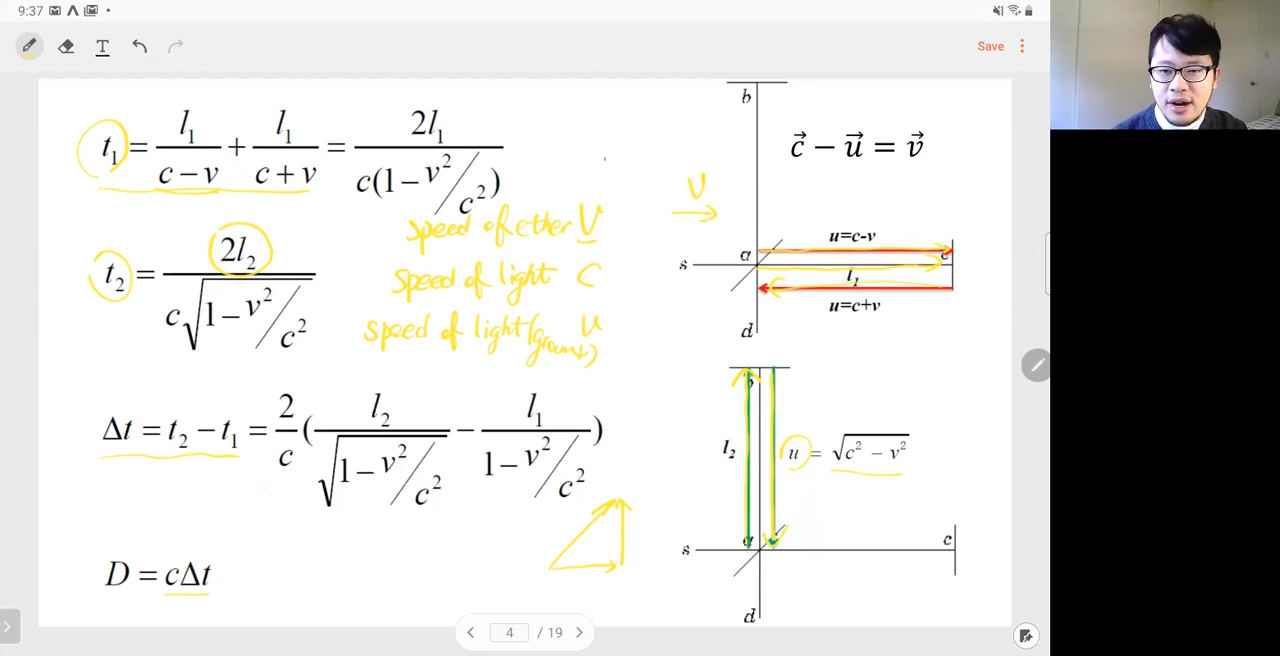 9:37
Save
t₁ = l₁/(c − v) + l₁/(c + v) = 2l₁/(c(1 − v²/c²))
t₂ = 2l₂/(c√(1 − v²/c²))
speed of ether V
speed of light C
speed of light (ground) u
Δt = t₂ − t₁ = 2/c (l₂/√(1 − v²/c²) − l₁/(1 − v²/c²))
D = cΔt
b
c⃗ − u⃗ = v⃗
V
u=c-v
a
s
c
l₁
u=c+v
d
b
l₂
u = √(c² − v²)
a
c
s
d
4 / 19